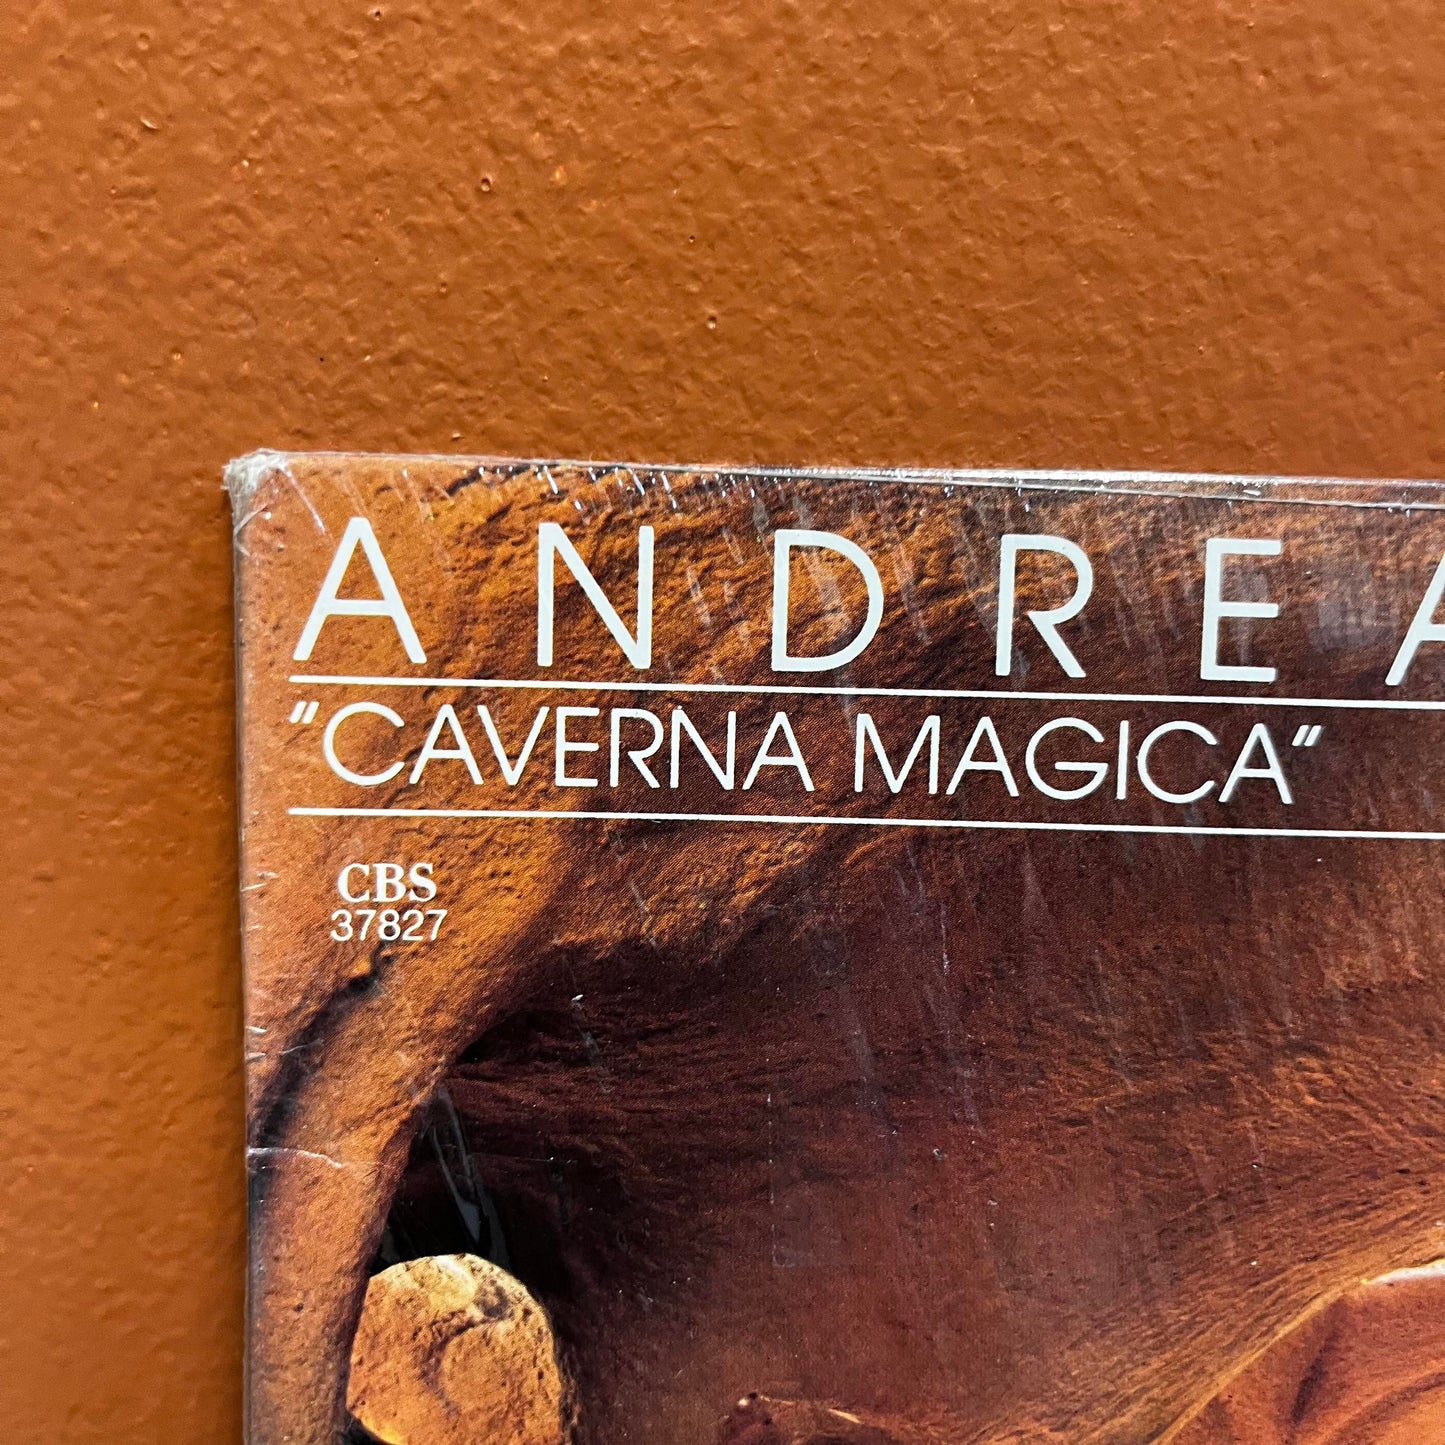 ANDREA
"CAVERNA MAGICA"
CBS
37827